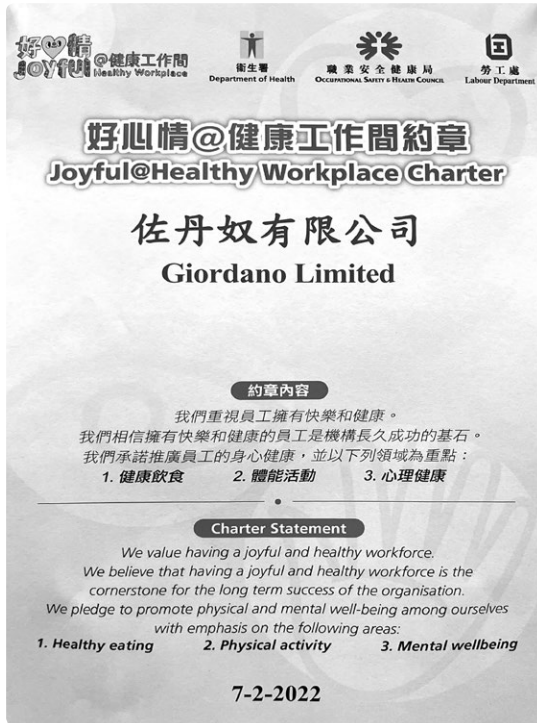 好心情
JOYful
@健康工作間
Healthy Workplace
衞生署
Department of Health
職業安全健康局
OCCUPATIONAL SAFETY & HEALTH COUNCIL
勞工處
Labour Department
好心情@健康工作間約章
Joyful@Healthy Workplace Charter
佐丹奴有限公司
Giordano Limited
約章內容
我們重視員工擁有快樂和健康。
我們相信擁有快樂和健康的員工是機構長久成功的基石。
我們承諾推廣員工的身心健康，並以下列領域為重點：
1. 健康飲食 2. 體能活動 3. 心理健康
Charter Statement
We value having a joyful and healthy workforce.
We believe that having a joyful and healthy workforce is the
cornerstone for the long term success of the organisation.
We pledge to promote physical and mental well-being among ourselves
with emphasis on the following areas:
1. Healthy eating 2. Physical activity 3. Mental wellbeing
7-2-2022